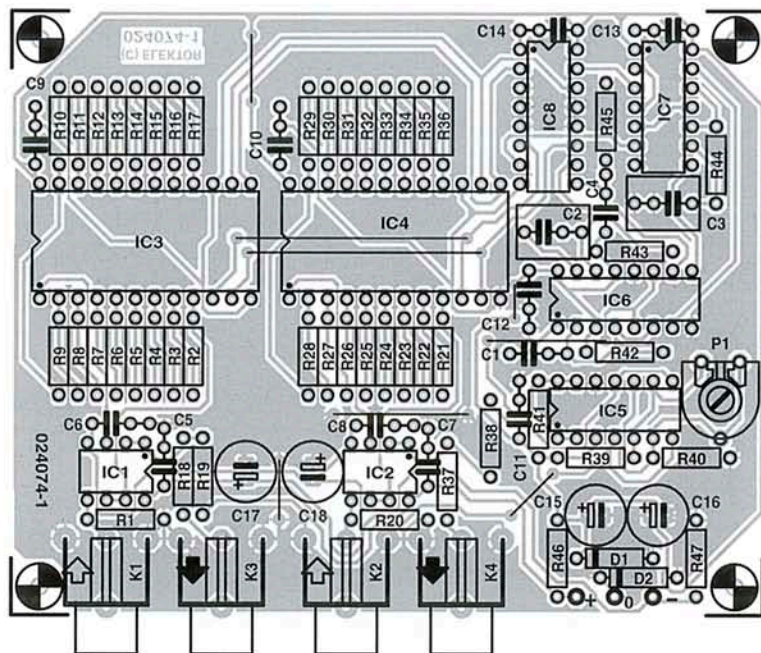 024074-1
(C) ELEKTOR
C14
C13
C9
R10 R11 R12 R13 R14 R15 R16 R17
C10
R29 R30 R31 R32 R33 R34 R35 R36
IC8
R45
IC7
R44
C4
IC3
IC4
C2
C3
R43
IC6
C12
R9 R8 R7 R6 R5 R4 R3 R2
R28 R27 R26 R25 R24 R23 R22 R21
C1
R42
P1
C6
C5
C8
C7
R38
C11
R41
IC5
024074-1
IC1
R18
R19
IC2
R37
R39
R40
C17
C18
C15
C16
R1
R20
R46
D1
D2
R47
K1
K3
K2
K4
+ 0 -